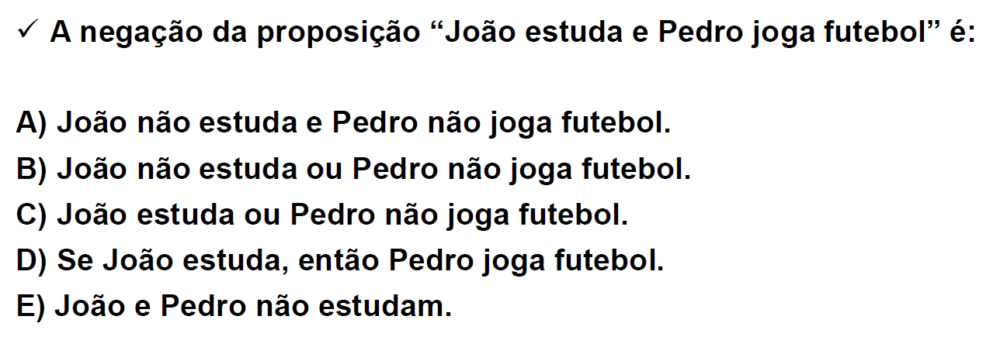 ✓ A negação da proposição “João estuda e Pedro joga futebol” é:
A) João não estuda e Pedro não joga futebol.
B) João não estuda ou Pedro não joga futebol.
C) João estuda ou Pedro não joga futebol.
D) Se João estuda, então Pedro joga futebol.
E) João e Pedro não estudam.